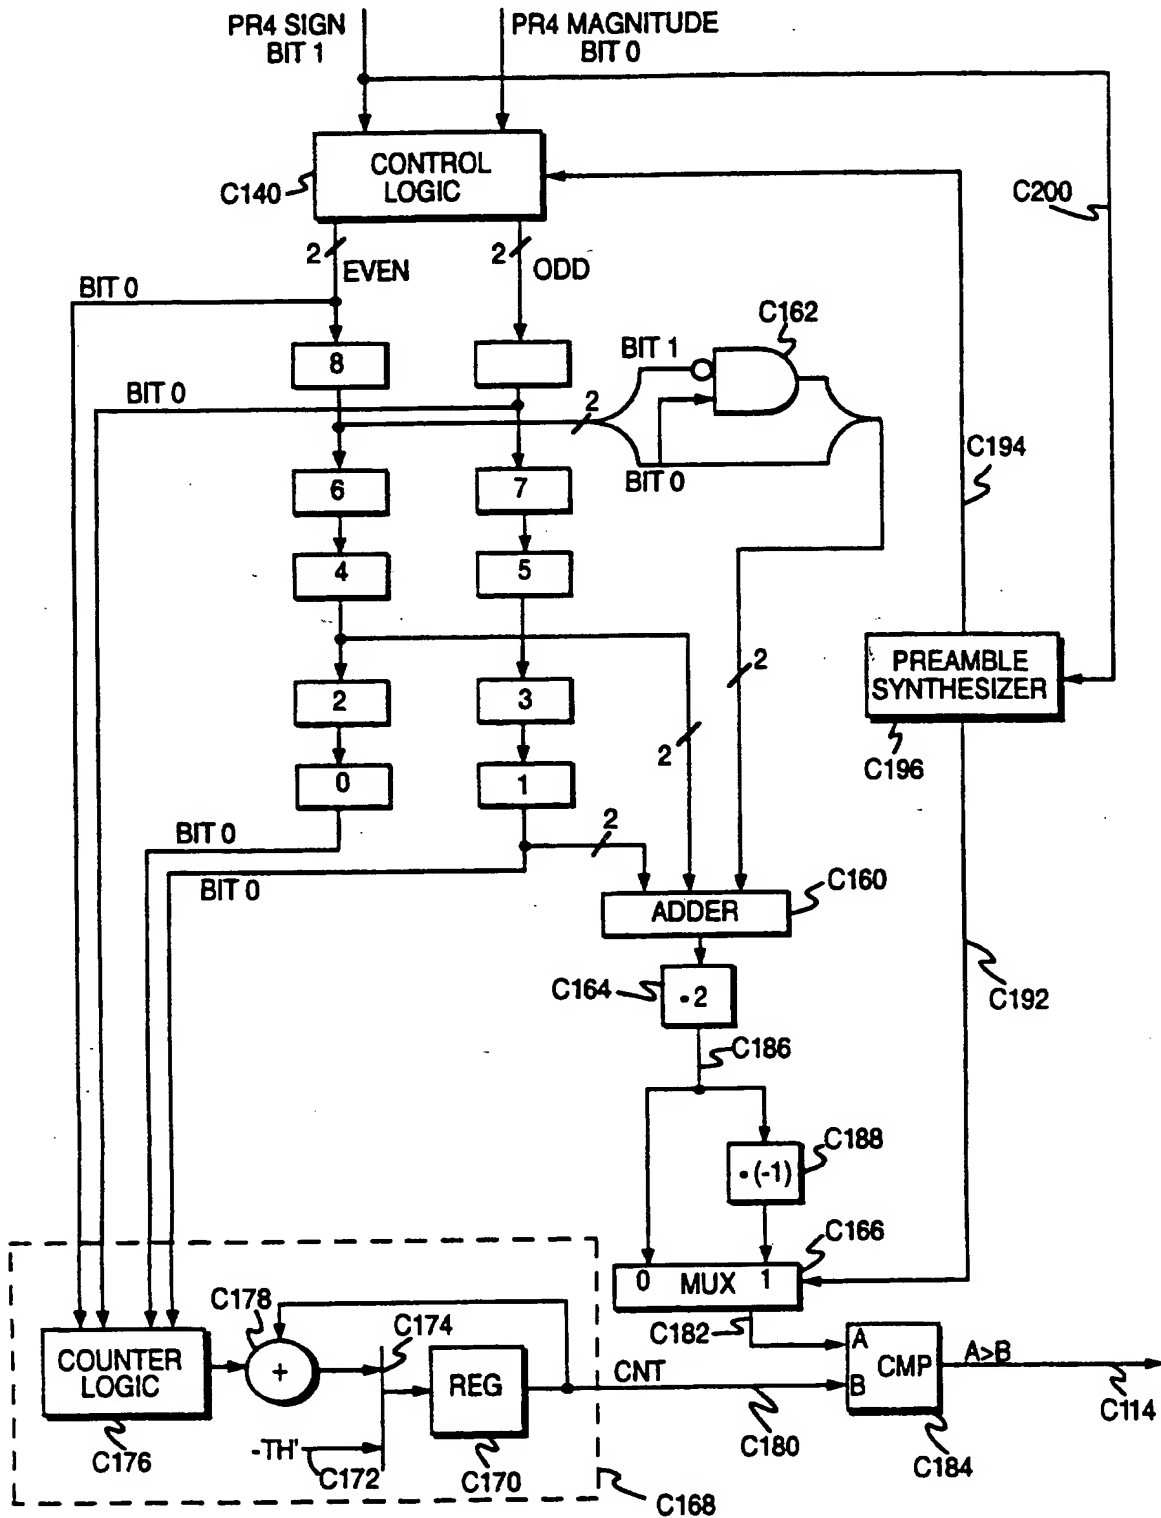 PR4 SIGN
BIT 1
PR4 MAGNITUDE
BIT 0
CONTROL
LOGIC
C140
C200
2
EVEN
2
ODD
BIT 0
C162
BIT 1
8
BIT 0
2
C194
BIT 0
6
7
4
5
PREAMBLE
SYNTHESIZER
2
2
3
2
C196
0
1
BIT 0
2
BIT 0
C160
ADDER
C164
• 2
C192
C186
C188
• (-1)
C166
0
MUX
1
C178
C182
C174
A
COUNTER
LOGIC
+
REG
CNT
B
CMP
A>B
C114
-TH'
C176
C172
C170
C180
C184
C168